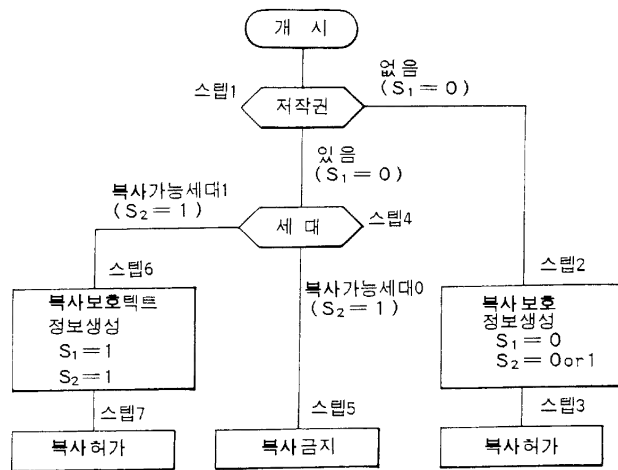 개 시
스텝1
저작권
없음
(S₁=0)
있음
(S₁=0)
복사가능세대1
(S₂=1)
세 대
스텝4
스텝6
복사보호텍트
정보생성
S₁=1
S₂=1
복사가능세대0
(S₂=1)
스텝2
복사보호
정보생성
S₁=0
S₂=0or1
스텝7
복사허가
스텝5
복사금지
스텝3
복사허가